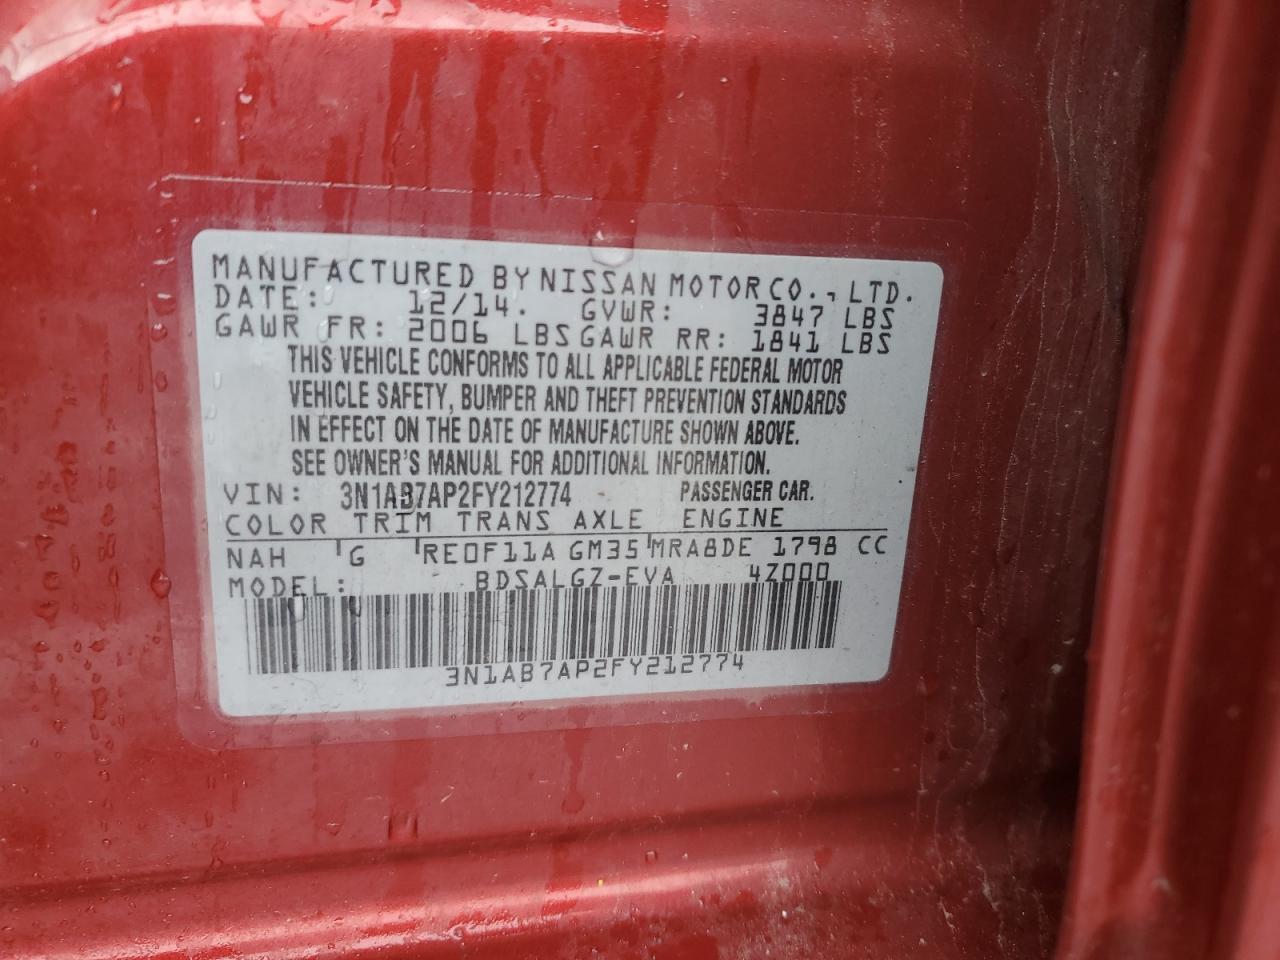 MANUFACTURED BY NISSAN MOTOR CO., LTD.
DATE: 12/14. GVWR: 3847 LBS
GAWR FR: 2006 LBS GAWR RR: 1841 LBS
THIS VEHICLE CONFORMS TO ALL APPLICABLE FEDERAL MOTOR
VEHICLE SAFETY, BUMPER AND THEFT PREVENTION STANDARDS
IN EFFECT ON THE DATE OF MANUFACTURE SHOWN ABOVE.
SEE OWNER'S MANUAL FOR ADDITIONAL INFORMATION.
VIN: 3N1AB7AP2FY212774 PASSENGER CAR.
COLOR TRIM TRANS AXLE ENGINE
NAH G RE0F11A GM35 MRA8DE 1798 CC
MODEL: BDSALGZ-EVA 4Z000
3N1AB7AP2FY212774